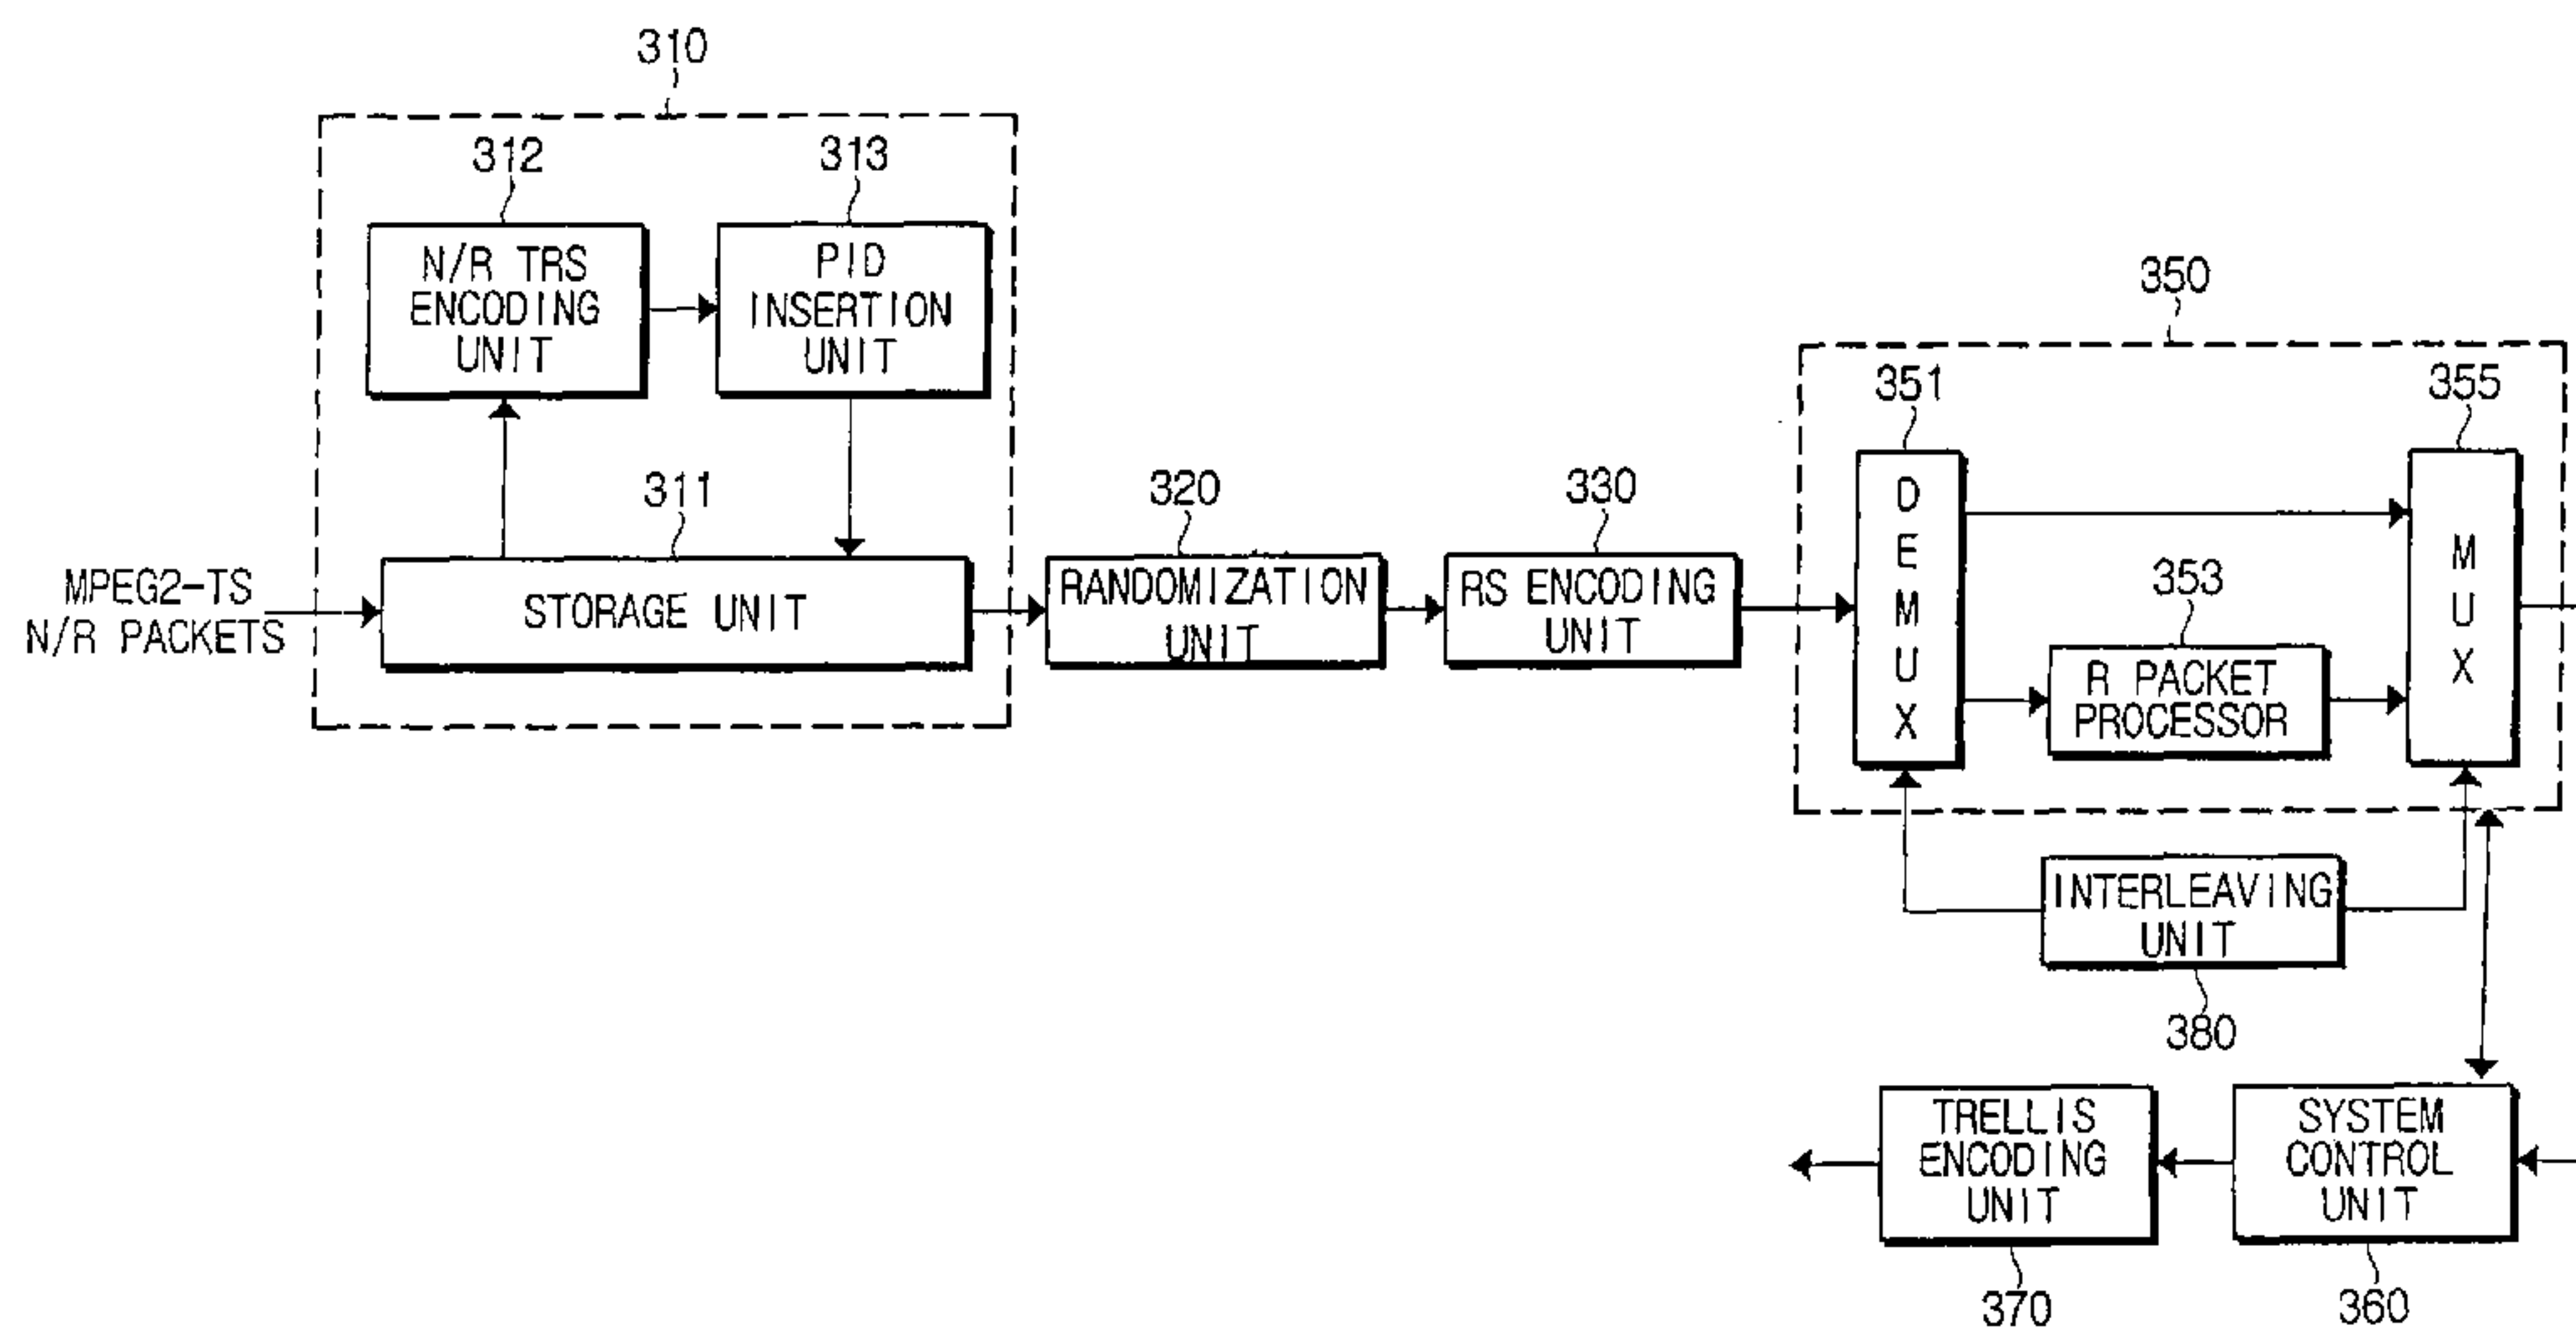 310
312
313
N/R TRS
ENCODING
UNIT
PID
INSERTION
UNIT
311
MPEG2-TS
N/R PACKETS
STORAGE UNIT
320
RANDOMIZATION
UNIT
330
RS ENCODING
UNIT
350
351
355
DEMUX
MUX
353
R PACKET
PROCESSOR
INTERLEAVING
UNIT
380
TRELLIS
ENCODING
UNIT
SYSTEM
CONTROL
UNIT
370
360